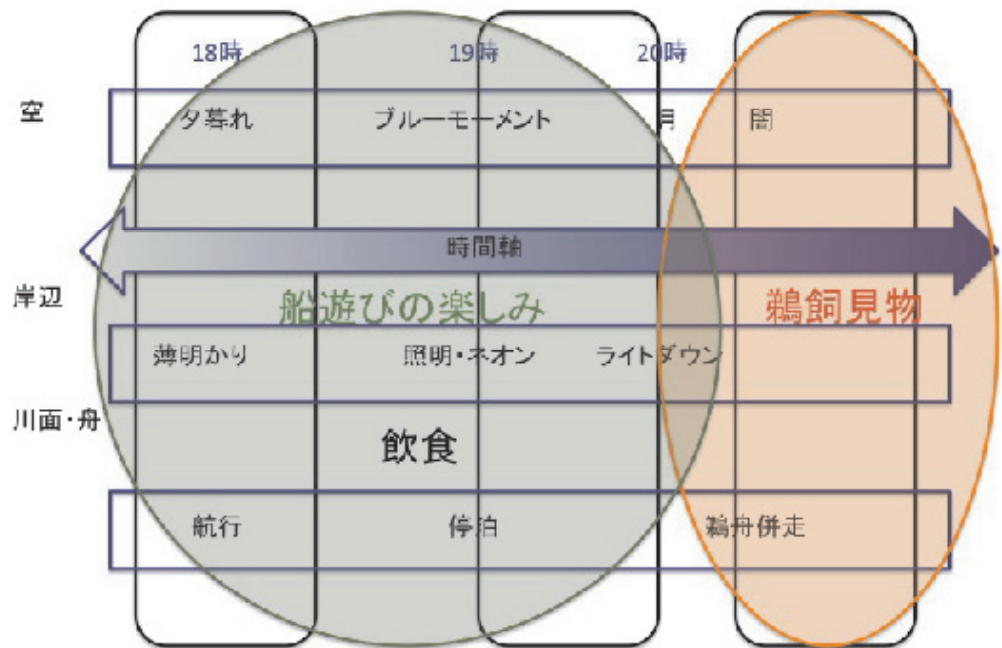 18時 19時 20時
空 夕暮れ ブルーモーメント 月 闇
時間軸
岸辺 船遊びの楽しみ 鵜飼見物
薄明かり 照明・ネオン ライトダウン
川面・舟
飲食
航行 停泊 鵜舟併走